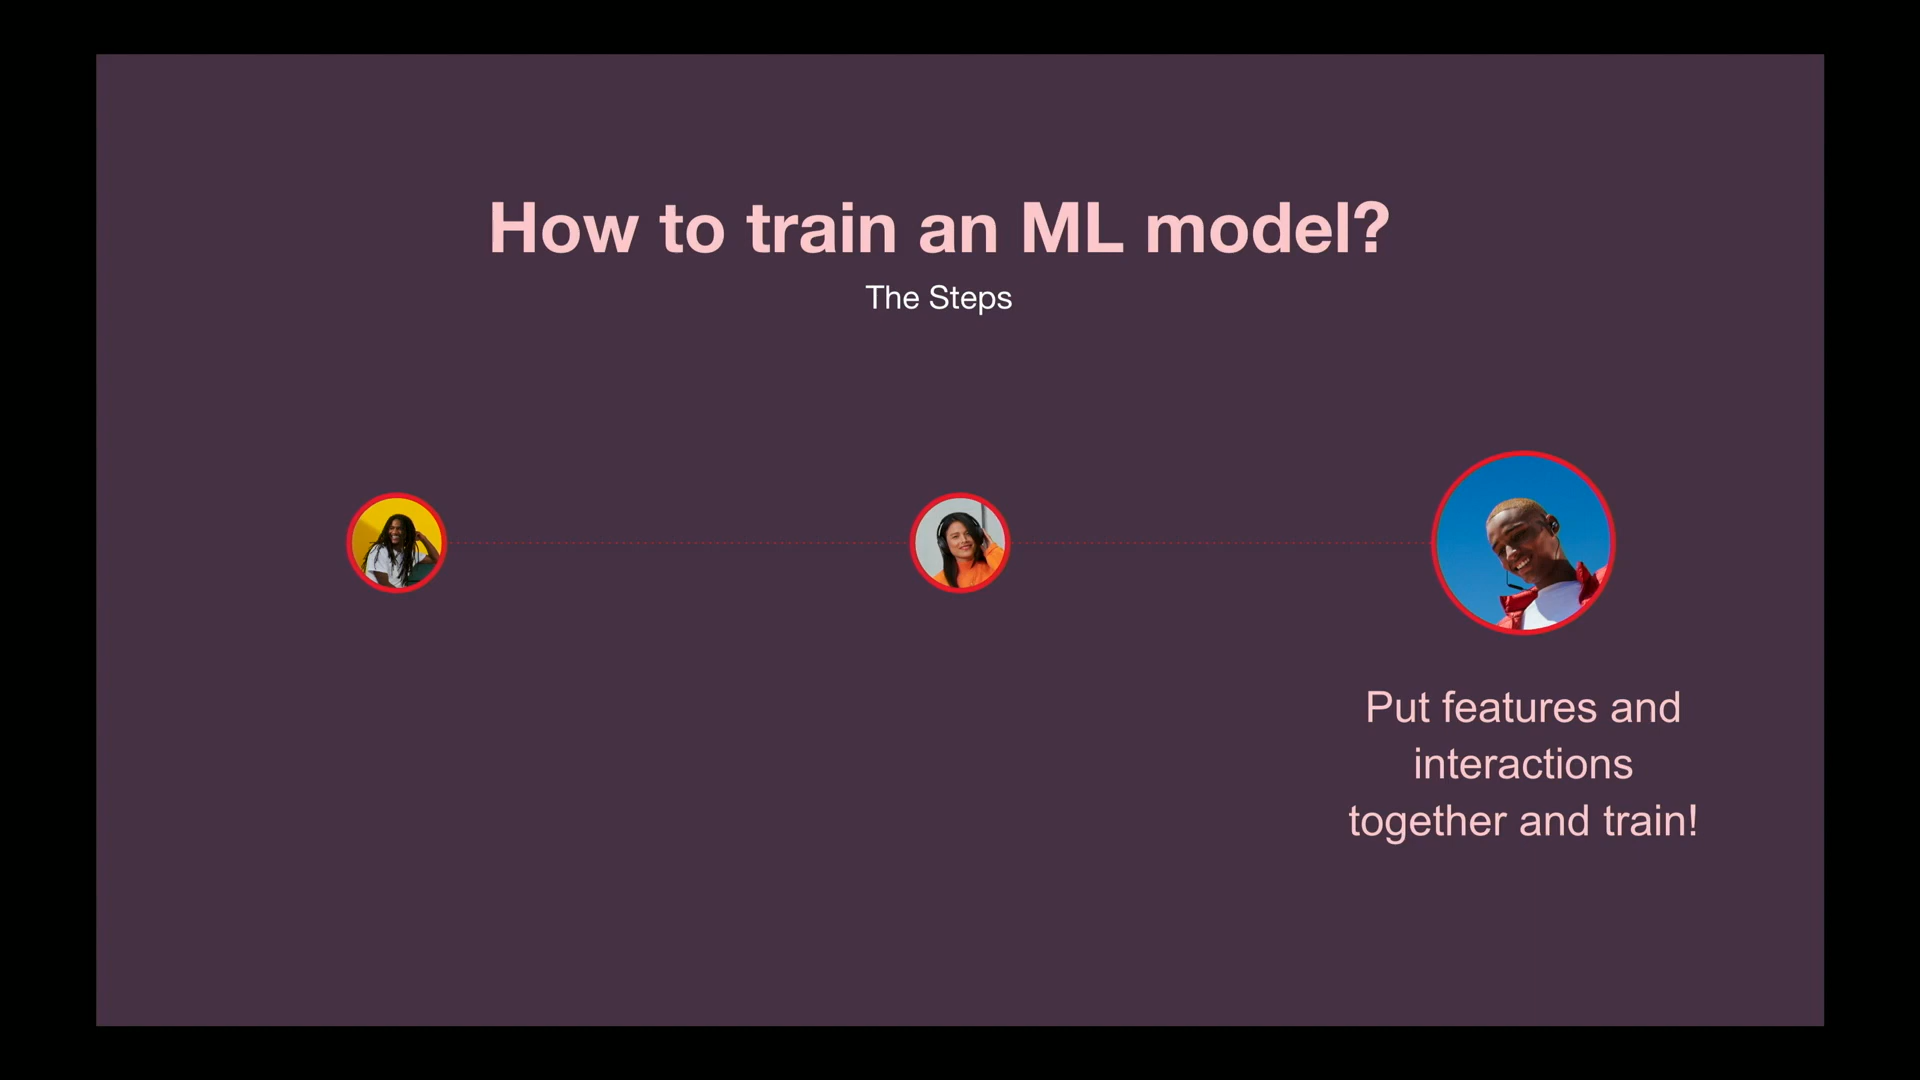 How to train an ML model?
The Steps
Put features and
interactions
together and train!